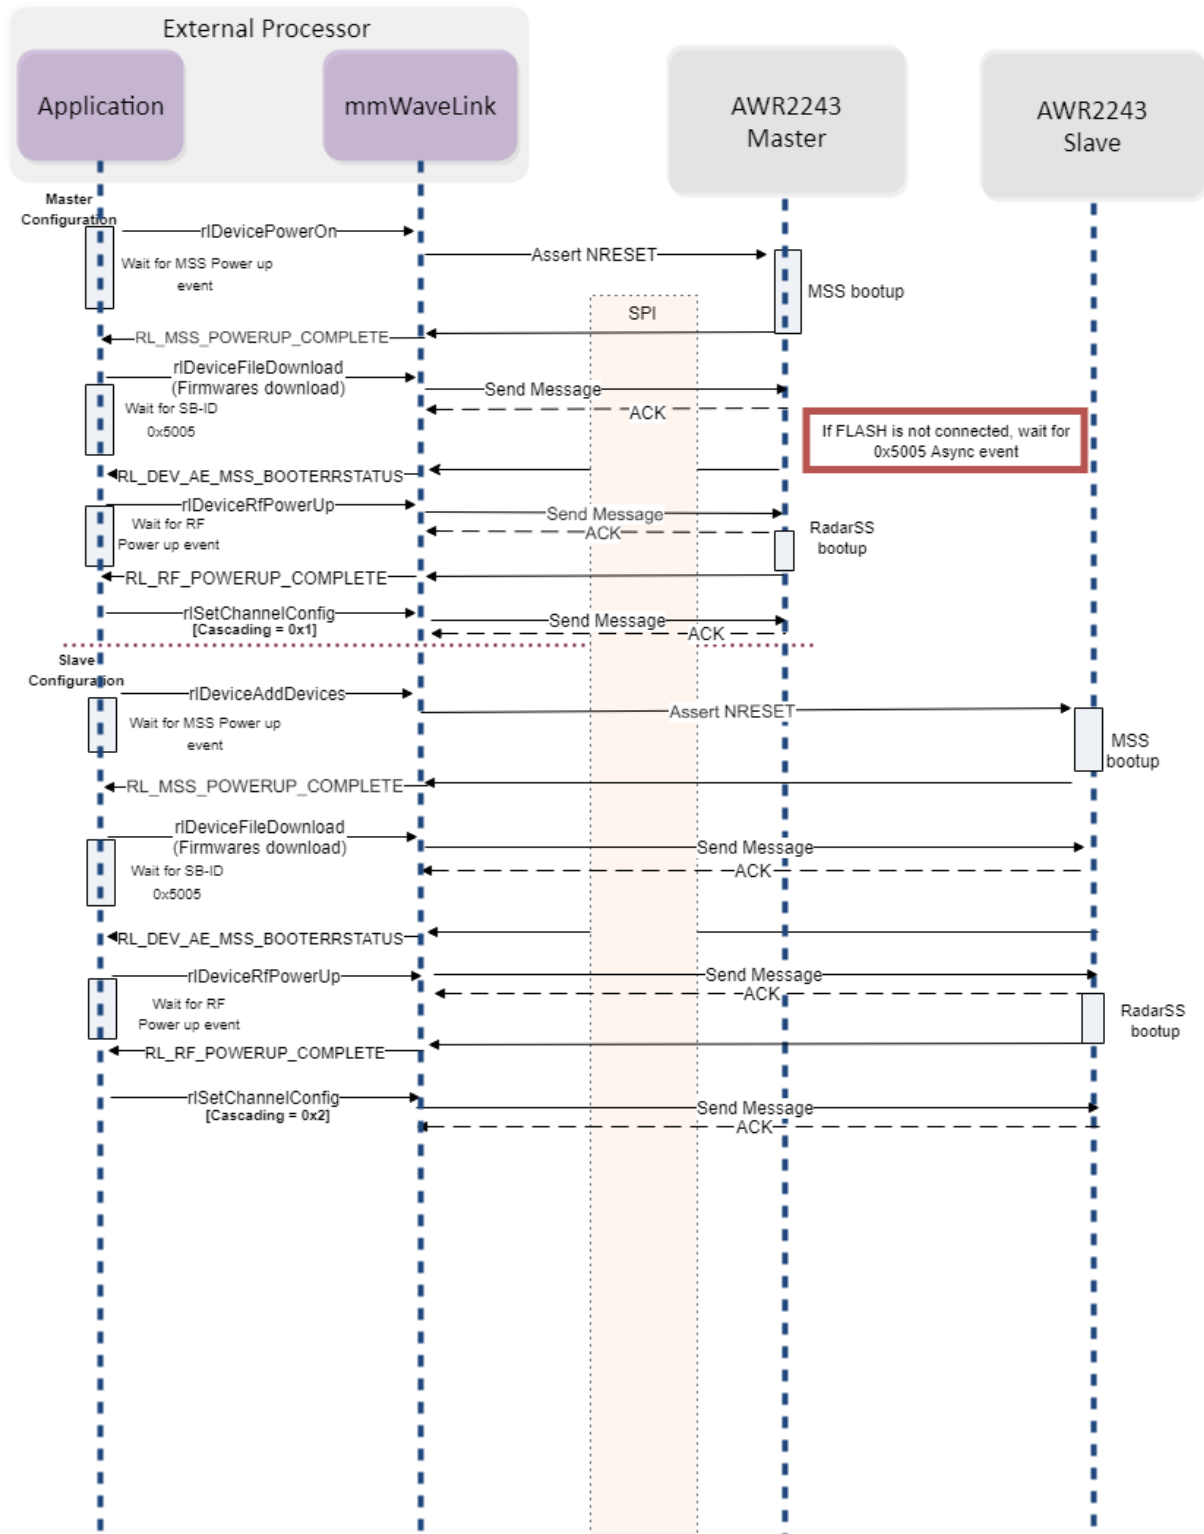 External Processor
Application
mmWaveLink
AWR2243
Master
AWR2243
Slave
Master
Configuration
rlDevicePowerOn
Wait for MSS Power up
event
Assert NRESET
MSS bootup
SPI
RL_MSS_POWERUP_COMPLETE
rlDeviceFileDownload
(Firmwares download)
Send Message
Wait for SB-ID
0x5005
ACK
If FLASH is not connected, wait for
0x5005 Async event
RL_DEV_AE_MSS_BOOTERRSTATUS
rlDeviceRfPowerUp
Wait for RF
Power up event
Send Message
ACK
RadarSS
bootup
RL_RF_POWERUP_COMPLETE
rlSetChannelConfig
[Cascading = 0x1]
Send Message
ACK
Slave
Configuration
rlDeviceAddDevices
Wait for MSS Power up
event
Assert NRESET
MSS
bootup
RL_MSS_POWERUP_COMPLETE
rlDeviceFileDownload
(Firmwares download)
Send Message
Wait for SB-ID
0x5005
ACK
RL_DEV_AE_MSS_BOOTERRSTATUS
rlDeviceRfPowerUp
Send Message
ACK
Wait for RF
Power up event
RadarSS
bootup
RL_RF_POWERUP_COMPLETE
rlSetChannelConfig
[Cascading = 0x2]
Send Message
ACK